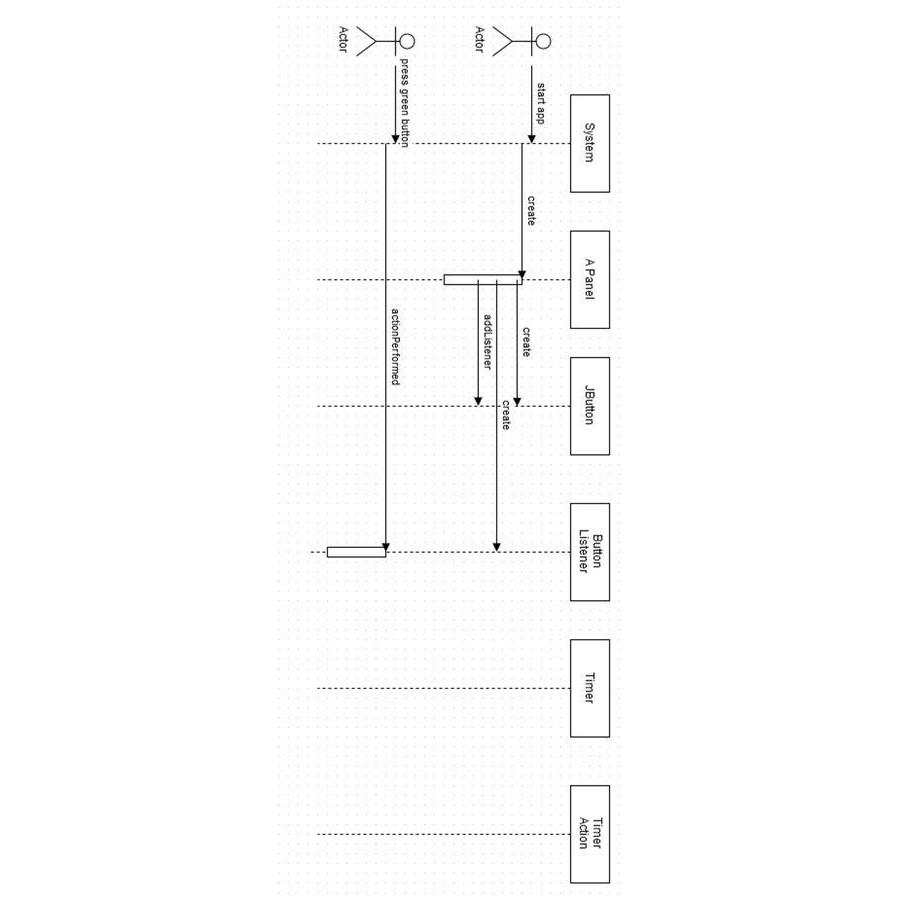 System
A Panel
JButton
Button
Listener
Timer
Timer
Action
Actor
start app
create
create
create
addListener
Actor
press green button
actionPerformed